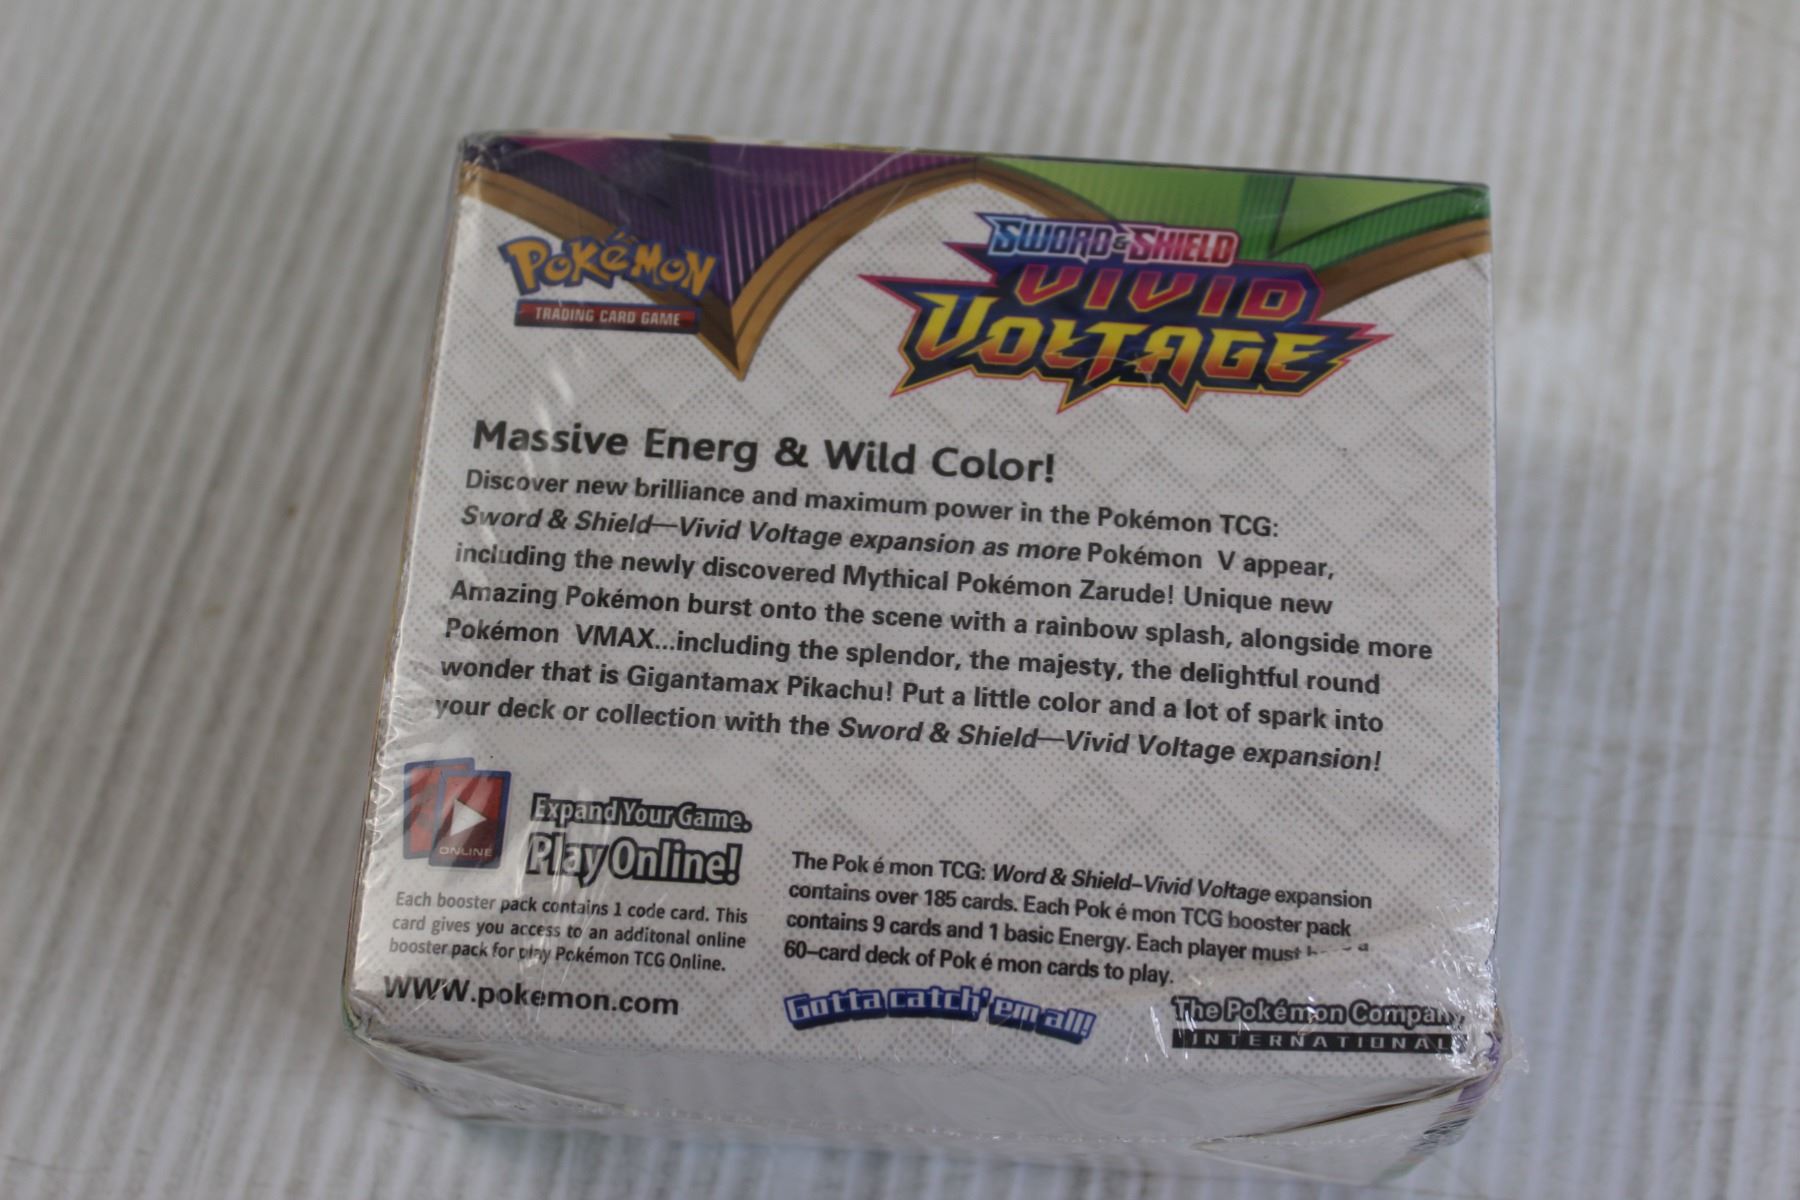 POKéMON
TRADING CARD GAME
SWORD & SHIELD
VIVID
VOLTAGE
Massive Energ & Wild Color!
Discover new brilliance and maximum power in the Pokémon TCG:
Sword & Shield—Vivid Voltage expansion as more Pokémon V appear,
including the newly discovered Mythical Pokémon Zarude! Unique new
Amazing Pokémon burst onto the scene with a rainbow splash, alongside more
Pokémon VMAX...including the splendor, the majesty, the delightful round
wonder that is Gigantamax Pikachu! Put a little color and a lot of spark into
your deck or collection with the Sword & Shield—Vivid Voltage expansion!
ONLINE
Expand Your Game.
Play Online!
Each booster pack contains 1 code card. This
card gives you access to an additonal online
booster pack for play Pokémon TCG Online.
www.pokemon.com
The Pok é mon TCG: Word & Shield–Vivid Voltage expansion
contains over 185 cards. Each Pok é mon TCG booster pack
contains 9 cards and 1 basic Energy. Each player must
60–card deck of Pok é mon cards to play.
Gotta catch' em all!
The Pokémon Company
INTERNATIONAL